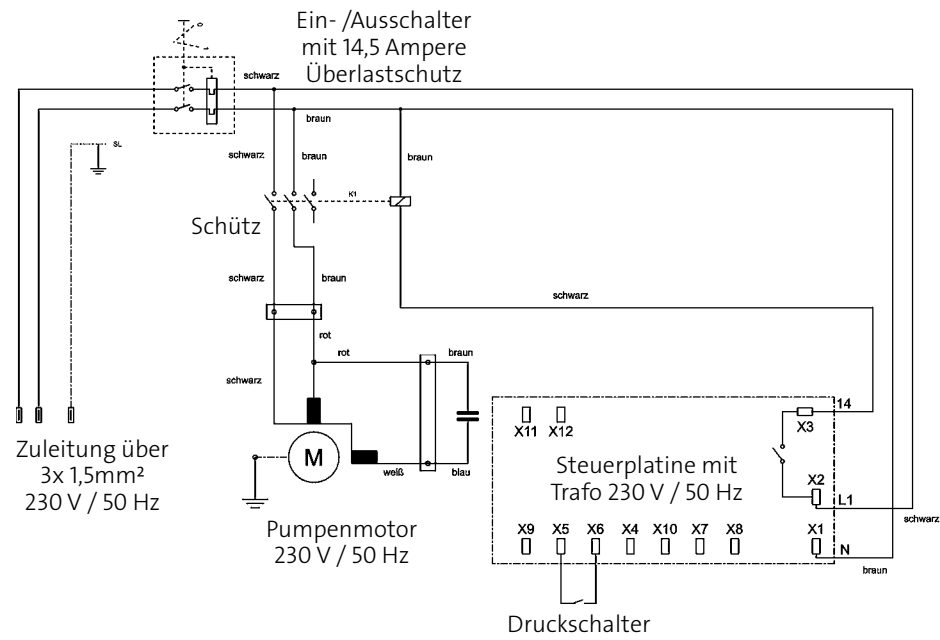 Ein- /Ausschalter
mit 14,5 Ampere
Überlastschutz
schwarz
braun
SL
schwarz
braun
braun
K1
Schütz
schwarz
braun
schwarz
rot
rot
braun
schwarz
14
X11
X12
X3
Zuleitung über
3x 1,5mm²
230 V / 50 Hz
M
weiß
blau
Steuerplatine mit
Trafo 230 V / 50 Hz
X2
L1
schwarz
Pumpenmotor
230 V / 50 Hz
X9
X5
X6
X4
X10
X7
X8
X1
N
braun
Druckschalter